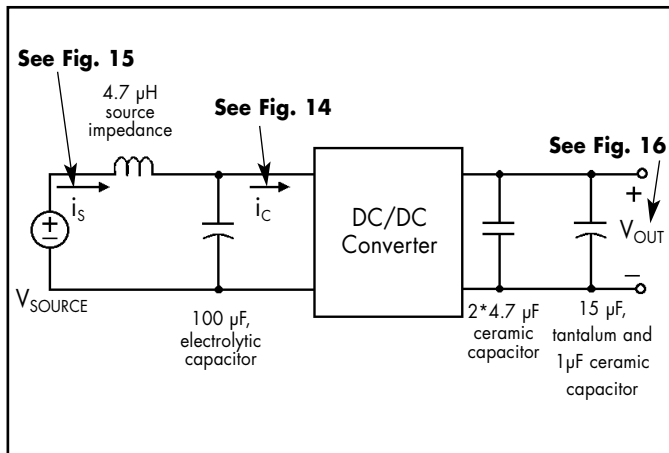 See Fig. 15
4.7 µH
source
impedance
See Fig. 14
See Fig. 16
iS
iC
DC/DC
Converter
+
VOUT
–
+
–
VSOURCE
100 µF,
electrolytic
capacitor
2*4.7 µF
ceramic
capacitor
15 µF,
tantalum and
1µF ceramic
capacitor